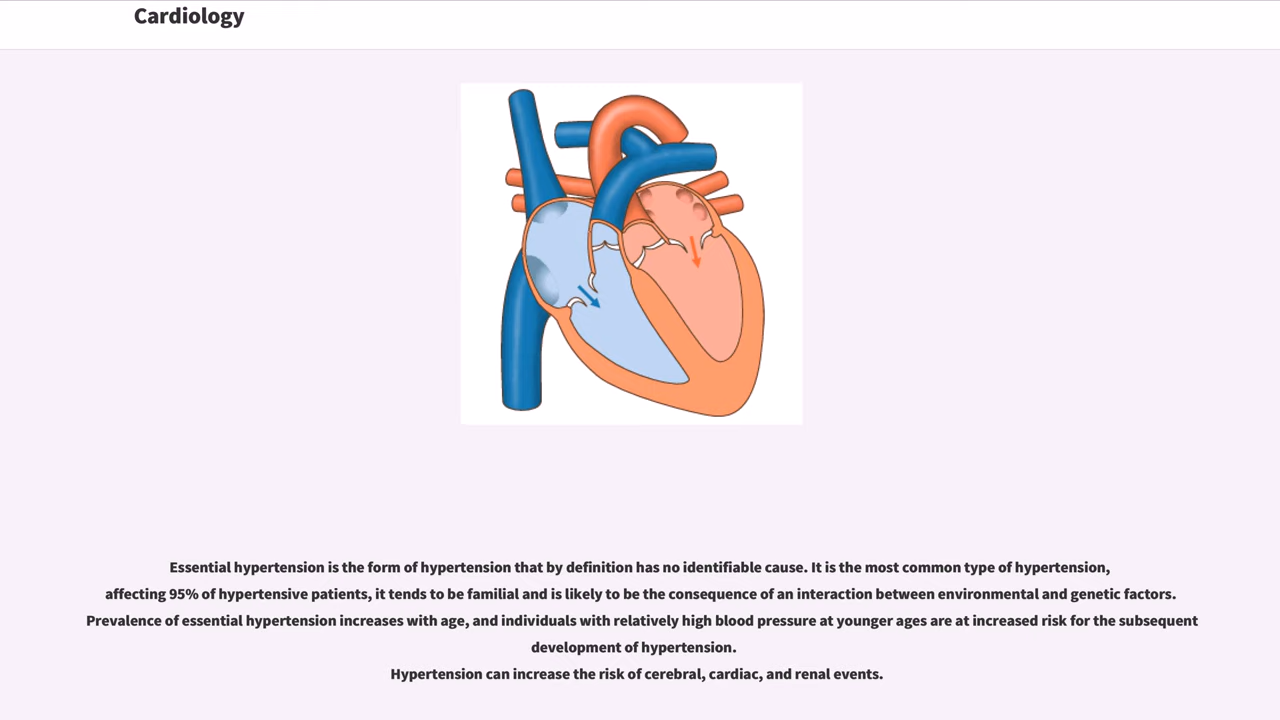 Cardiology
Essential hypertension is the form of hypertension that by definition has no identifiable cause. It is the most common type of hypertension,
affecting 95% of hypertensive patients, it tends to be familial and is likely to be the consequence of an interaction between environmental and genetic factors.
Prevalence of essential hypertension increases with age, and individuals with relatively high blood pressure at younger ages are at increased risk for the subsequent
development of hypertension.
Hypertension can increase the risk of cerebral, cardiac, and renal events.